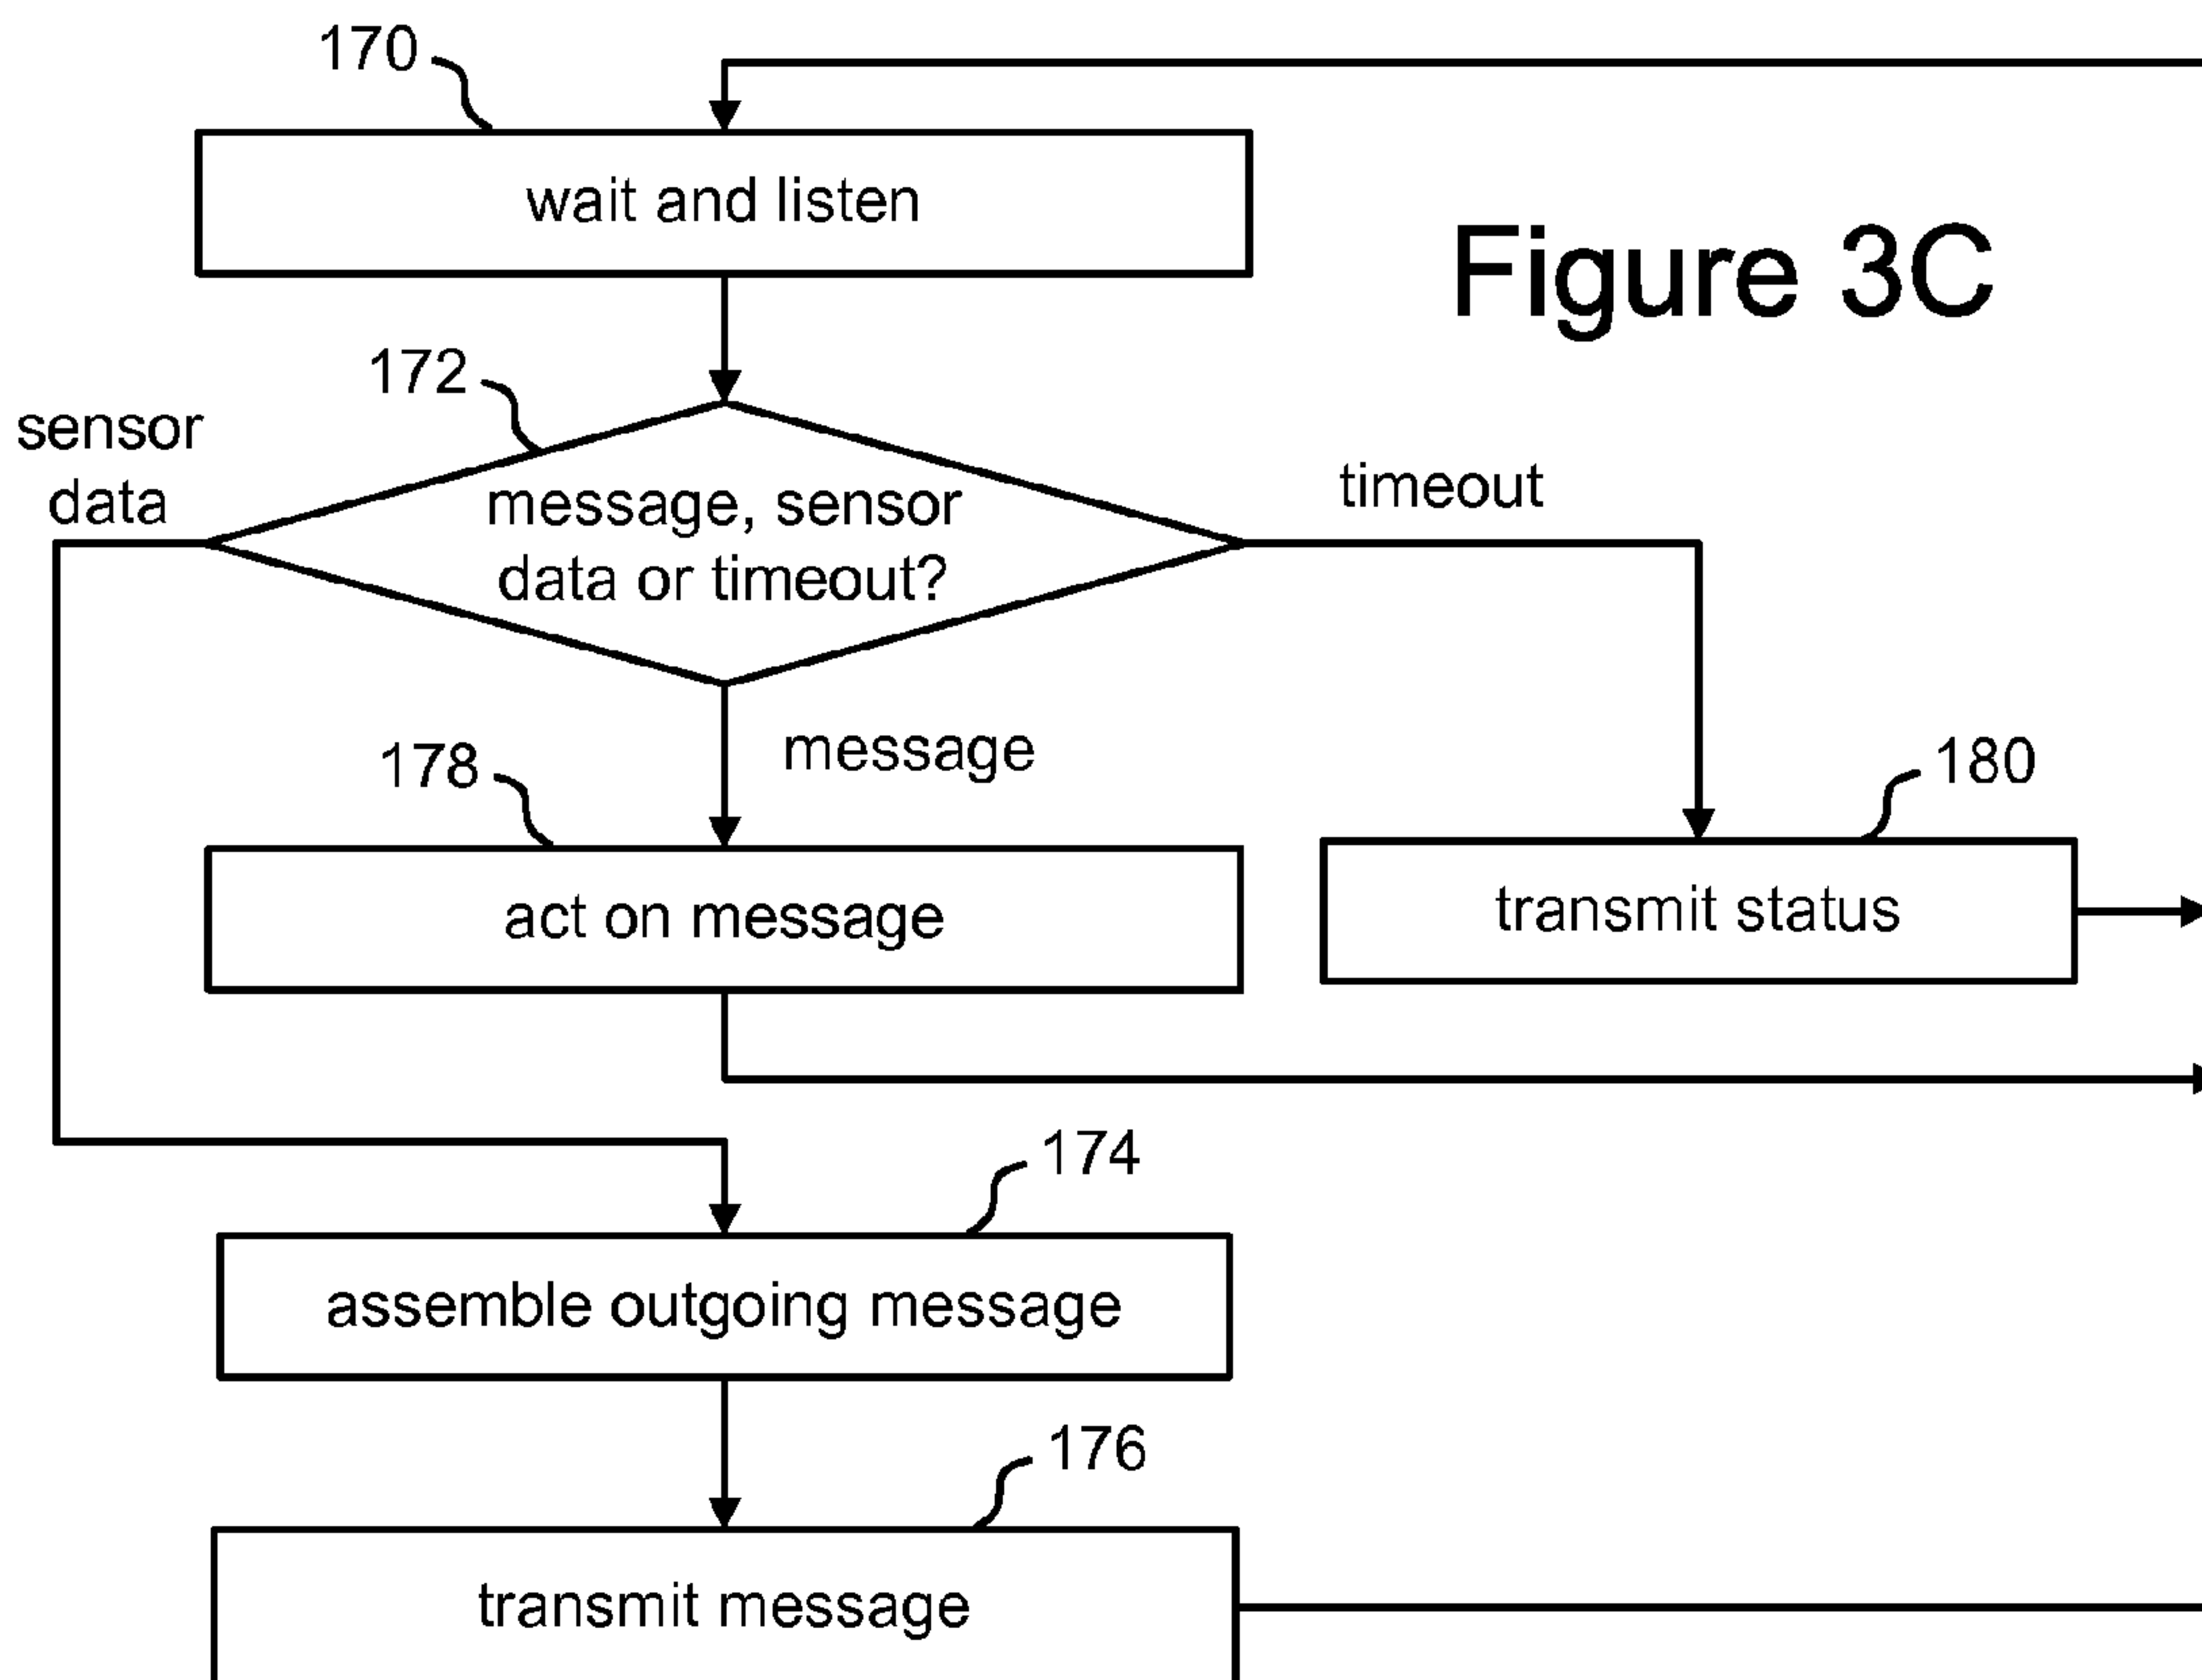 170
wait and listen
Figure 3C
172
sensor
data
message, sensor
data or timeout?
timeout
message
178
act on message
180
transmit status
174
assemble outgoing message
176
transmit message